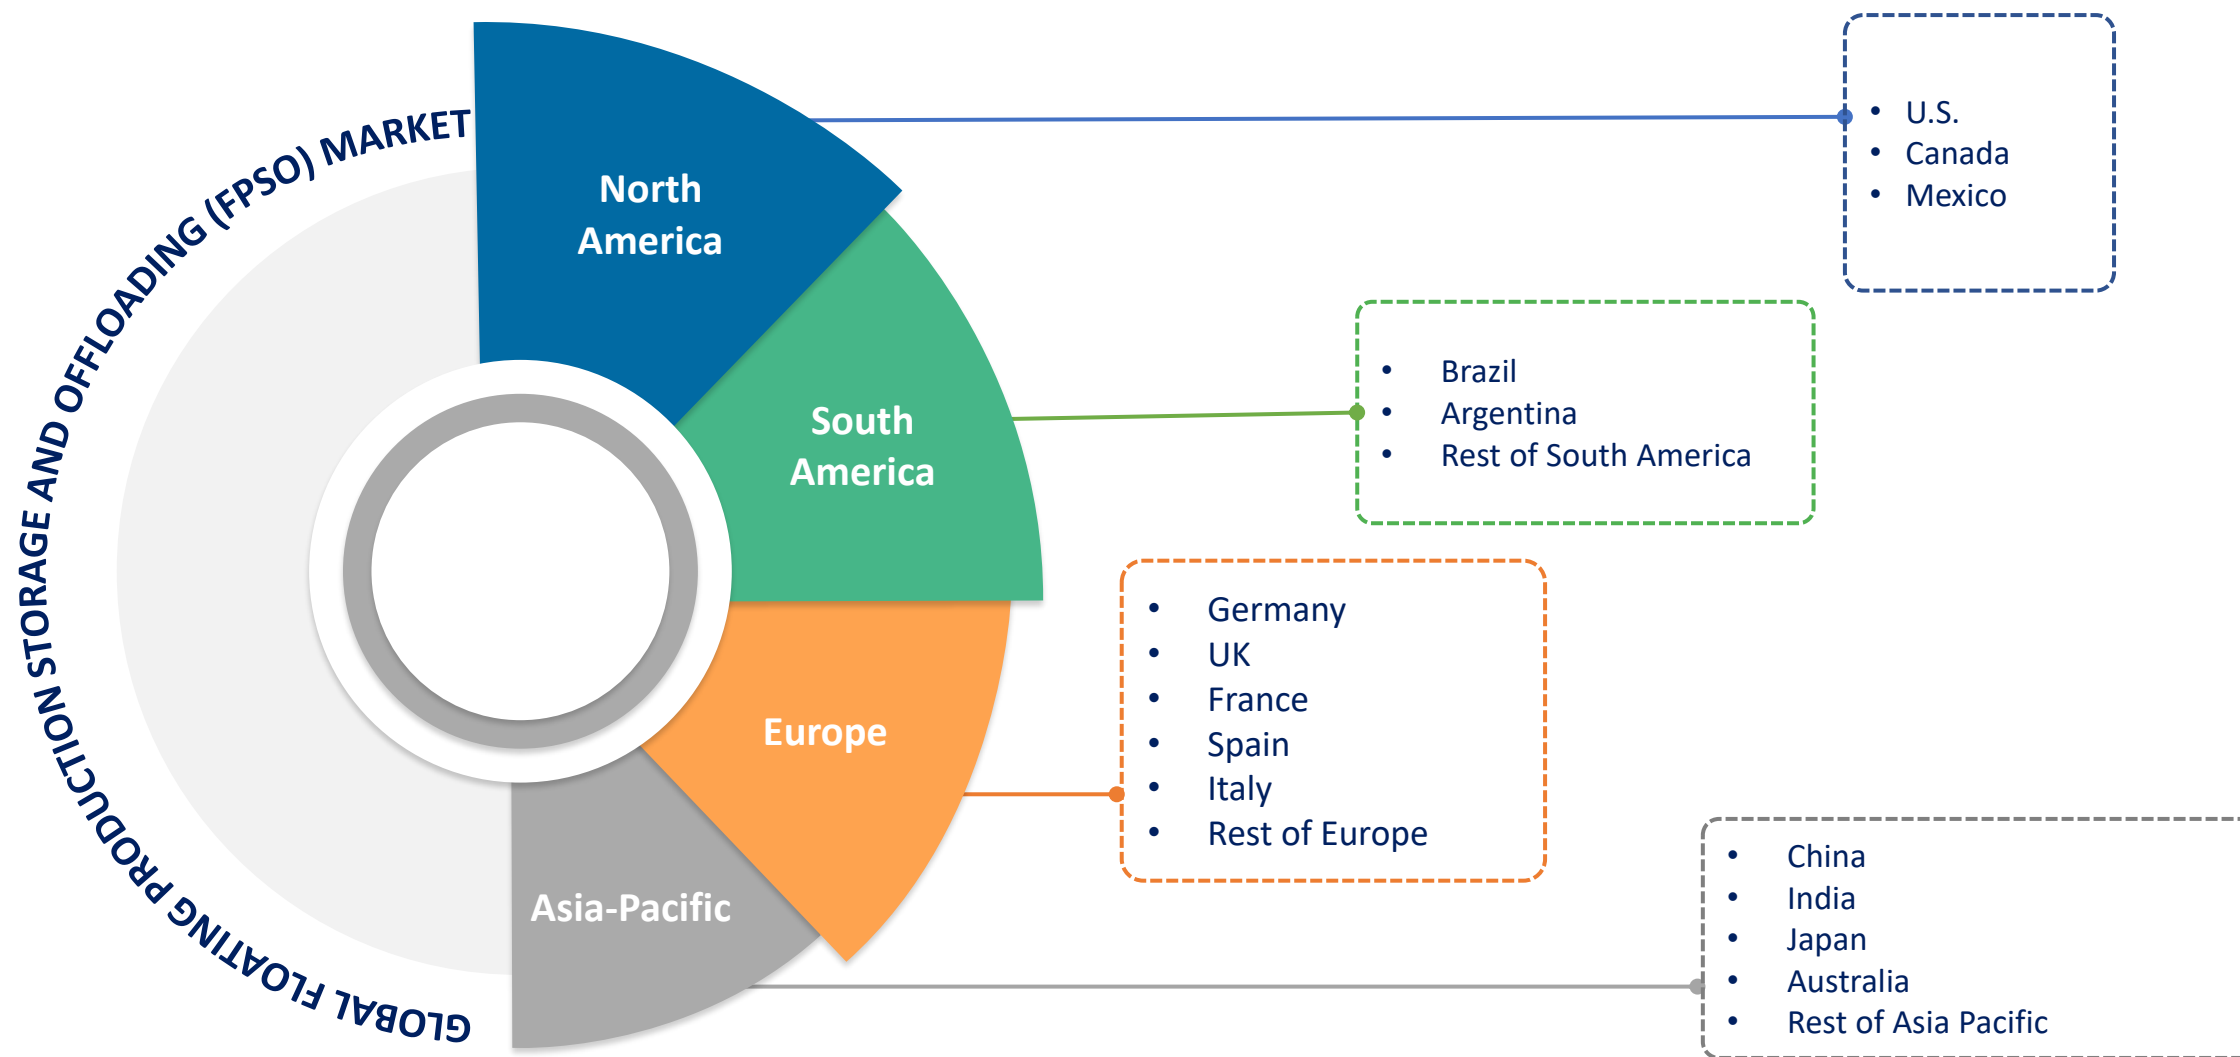 GLOBAL FLOATING PRODUCTION STORAGE AND OFFLOADING (FPSO) MARKET
North
America
• U.S.
• Canada
• Mexico
South
America
• Brazil
• Argentina
• Rest of South America
Europe
• Germany
• UK
• France
• Spain
• Italy
• Rest of Europe
Asia-Pacific
• China
• India
• Japan
• Australia
• Rest of Asia Pacific